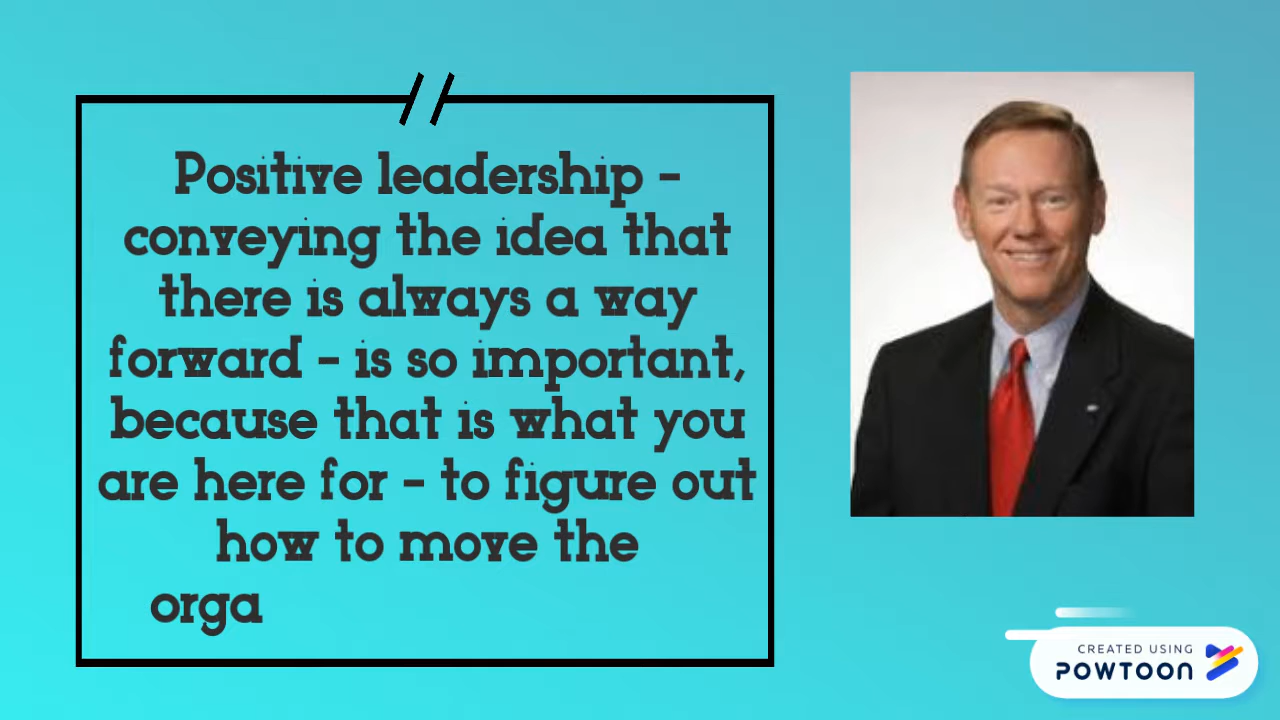 Positive leadership -
conveying the idea that
there is always a way
forward - is so important,
because that is what you
are here for - to figure out
how to move the
orga
CREATED USING
POWTOON